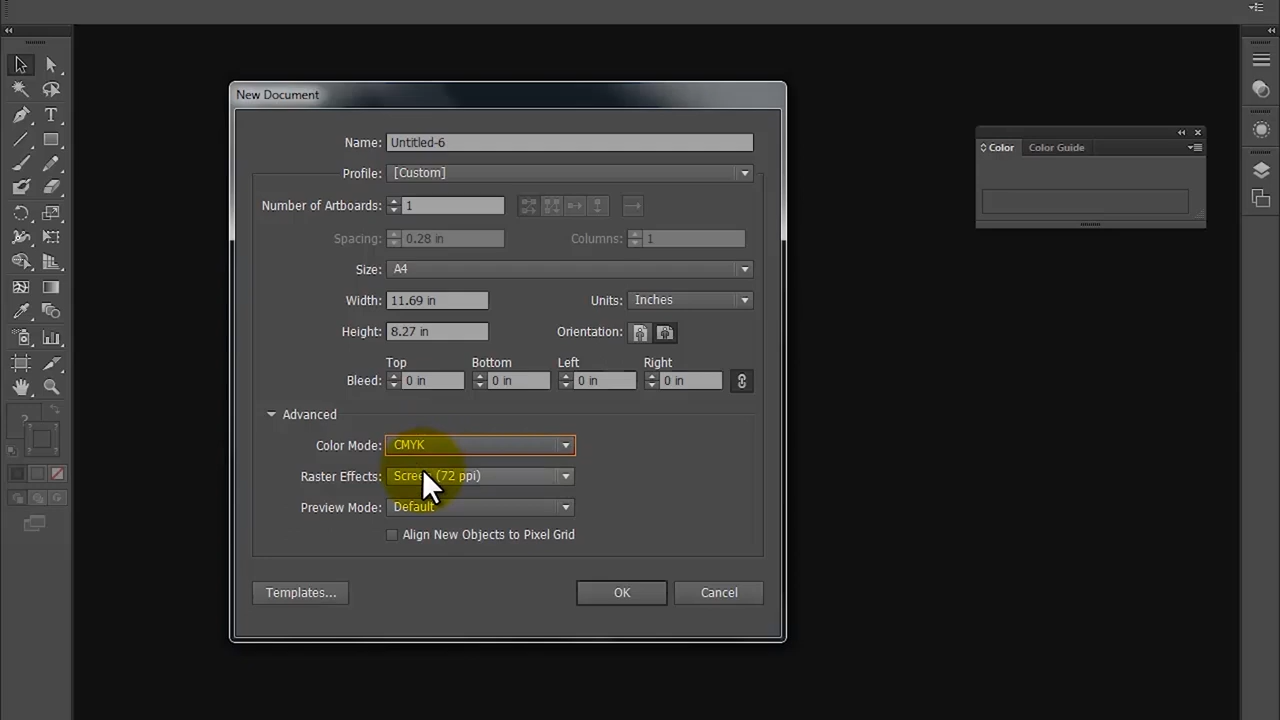 New Document
Name: Untitled-6
Profile: [Custom]
Number of Artboards: 1
Spacing: 0.28 in Columns: 1
Size: A4
Width: 11.69 in Units: Inches
Height: 8.27 in Orientation:
Top Bottom Left Right
Bleed: 0 in 0 in 0 in 0 in
Advanced
Color Mode: CMYK
Raster Effects: Screen (72 ppi)
Preview Mode: Default
Align New Objects to Pixel Grid
Templates... OK Cancel
Color Color Guide